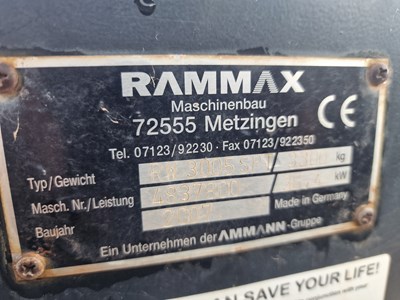 RAMMAX
Maschinenbau
72555 Metzingen
CE
Tel. 07123/92230 · Fax 07123/922350
Typ/Gewicht kg
Masch. Nr./Leistung kW
Baujahr Made in Germany
Ein Unternehmen der AMMANN-Gruppe
AN SAVE YOUR LIFE!